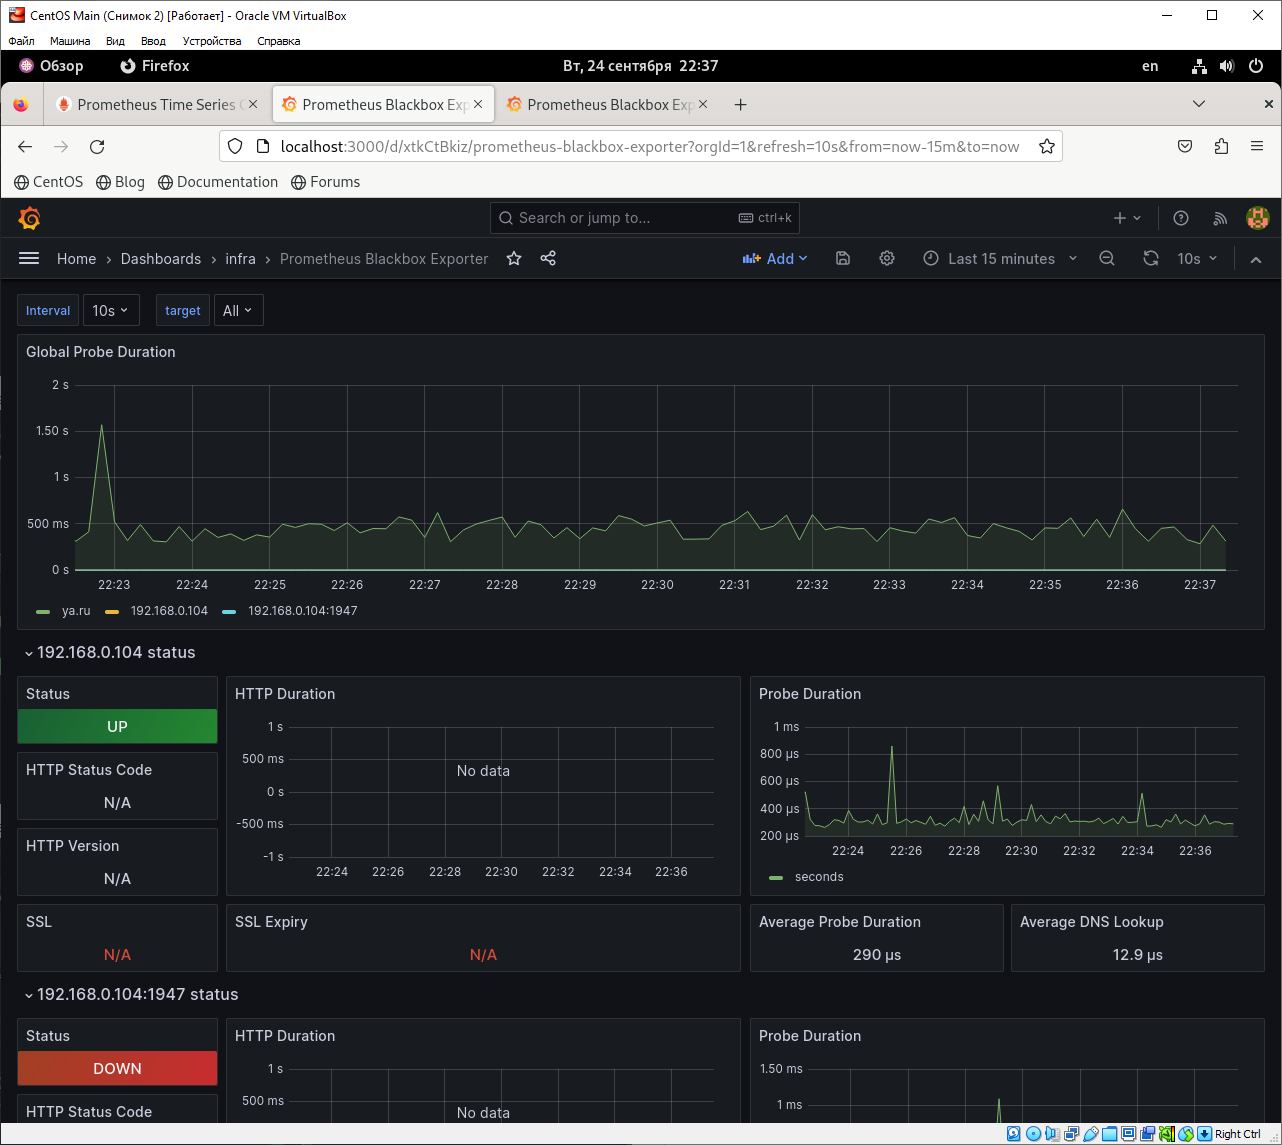 CentOS Main (Снимок 2) [Работает] - Oracle VM VirtualBox
Файл Машина Вид Ввод Устройства Справка
Обзор Firefox Вт, 24 сентября 22:37 en
Prometheus Time Series Prometheus Blackbox Exp Prometheus Blackbox Exp
localhost:3000/d/xtkCtBkiz/prometheus-blackbox-exporter?orgId=1&refresh=10s&from=now-15m&to=now
CentOS Blog Documentation Forums
Search or jump to... ctrl+k
Home Dashboards infra Prometheus Blackbox Exporter Add Last 15 minutes 10s
Interval 10s target All
Global Probe Duration
2 s
1.50 s
1 s
500 ms
0 s
22:23 22:24 22:25 22:26 22:27 22:28 22:29 22:30 22:31 22:32 22:33 22:34 22:35 22:36 22:37
ya.ru 192.168.0.104 192.168.0.104:1947
192.168.0.104 status
Status
UP
HTTP Status Code
N/A
HTTP Version
N/A
HTTP Duration
1 s
500 ms
0 s
-500 ms
-1 s
No data
22:24 22:26 22:28 22:30 22:32 22:34 22:36
Probe Duration
1 ms
800 µs
600 µs
400 µs
200 µs
22:24 22:26 22:28 22:30 22:32 22:34 22:36
seconds
SSL
N/A
SSL Expiry
N/A
Average Probe Duration
290 µs
Average DNS Lookup
12.9 µs
192.168.0.104:1947 status
Status
DOWN
HTTP Status Code
HTTP Duration
1 s
500 ms
No data
Probe Duration
1.50 ms
1 ms
Right Ctrl